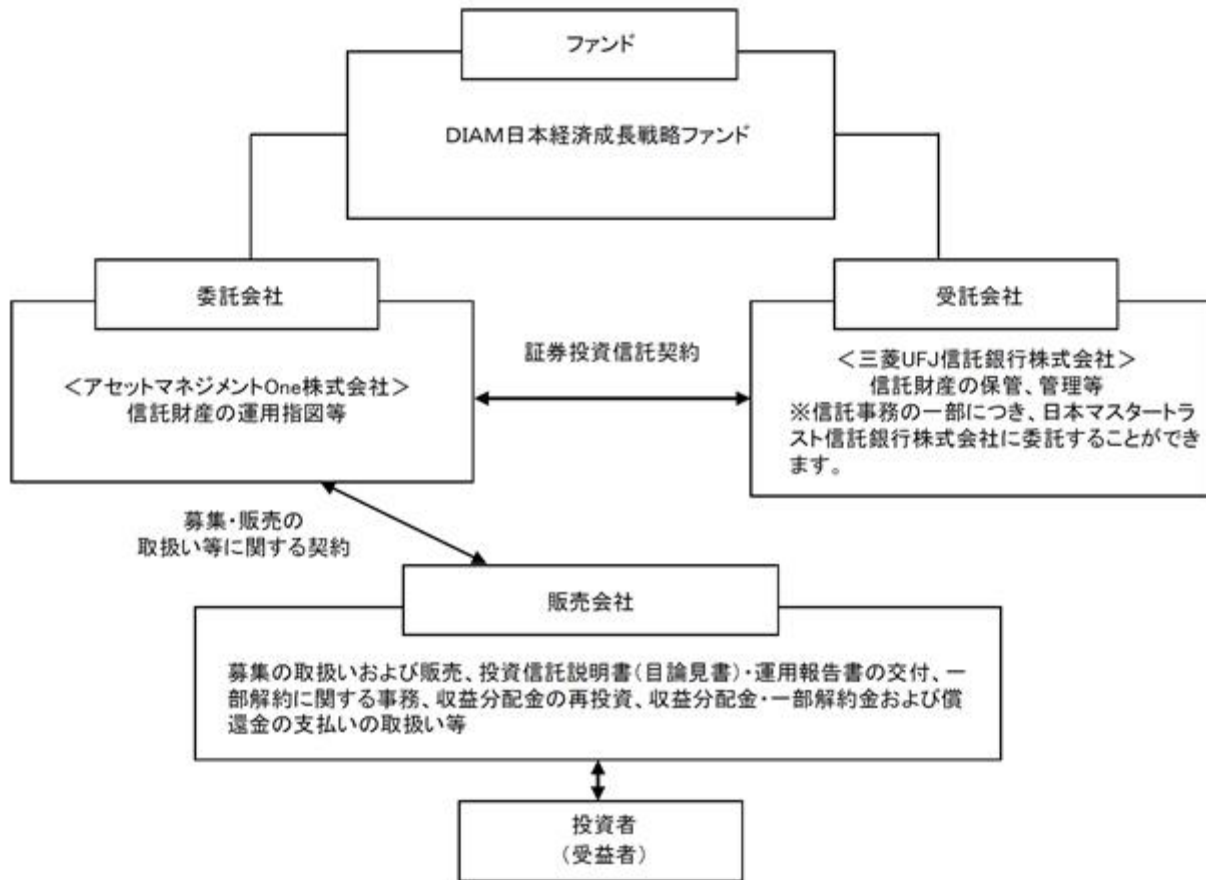 ファンド
DIAM日本経済成長戦略ファンド
委託会社
<アセットマネジメントOne株式会社>
信託財産の運用指図等
証券投資信託契約
受託会社
<三菱UFJ信託銀行株式会社>
信託財産の保管、管理等
※信託事務の一部につき、日本マスタートラ
スト信託銀行株式会社に委託することができ
ます。
募集・販売の
取扱い等に関する契約
販売会社
募集の取扱いおよび販売、投資信託説明書(目論見書)・運用報告書の交付、一
部解約に関する事務、収益分配金の再投資、収益分配金・一部解約金および償
還金の支払いの取扱い等
投資者
(受益者)